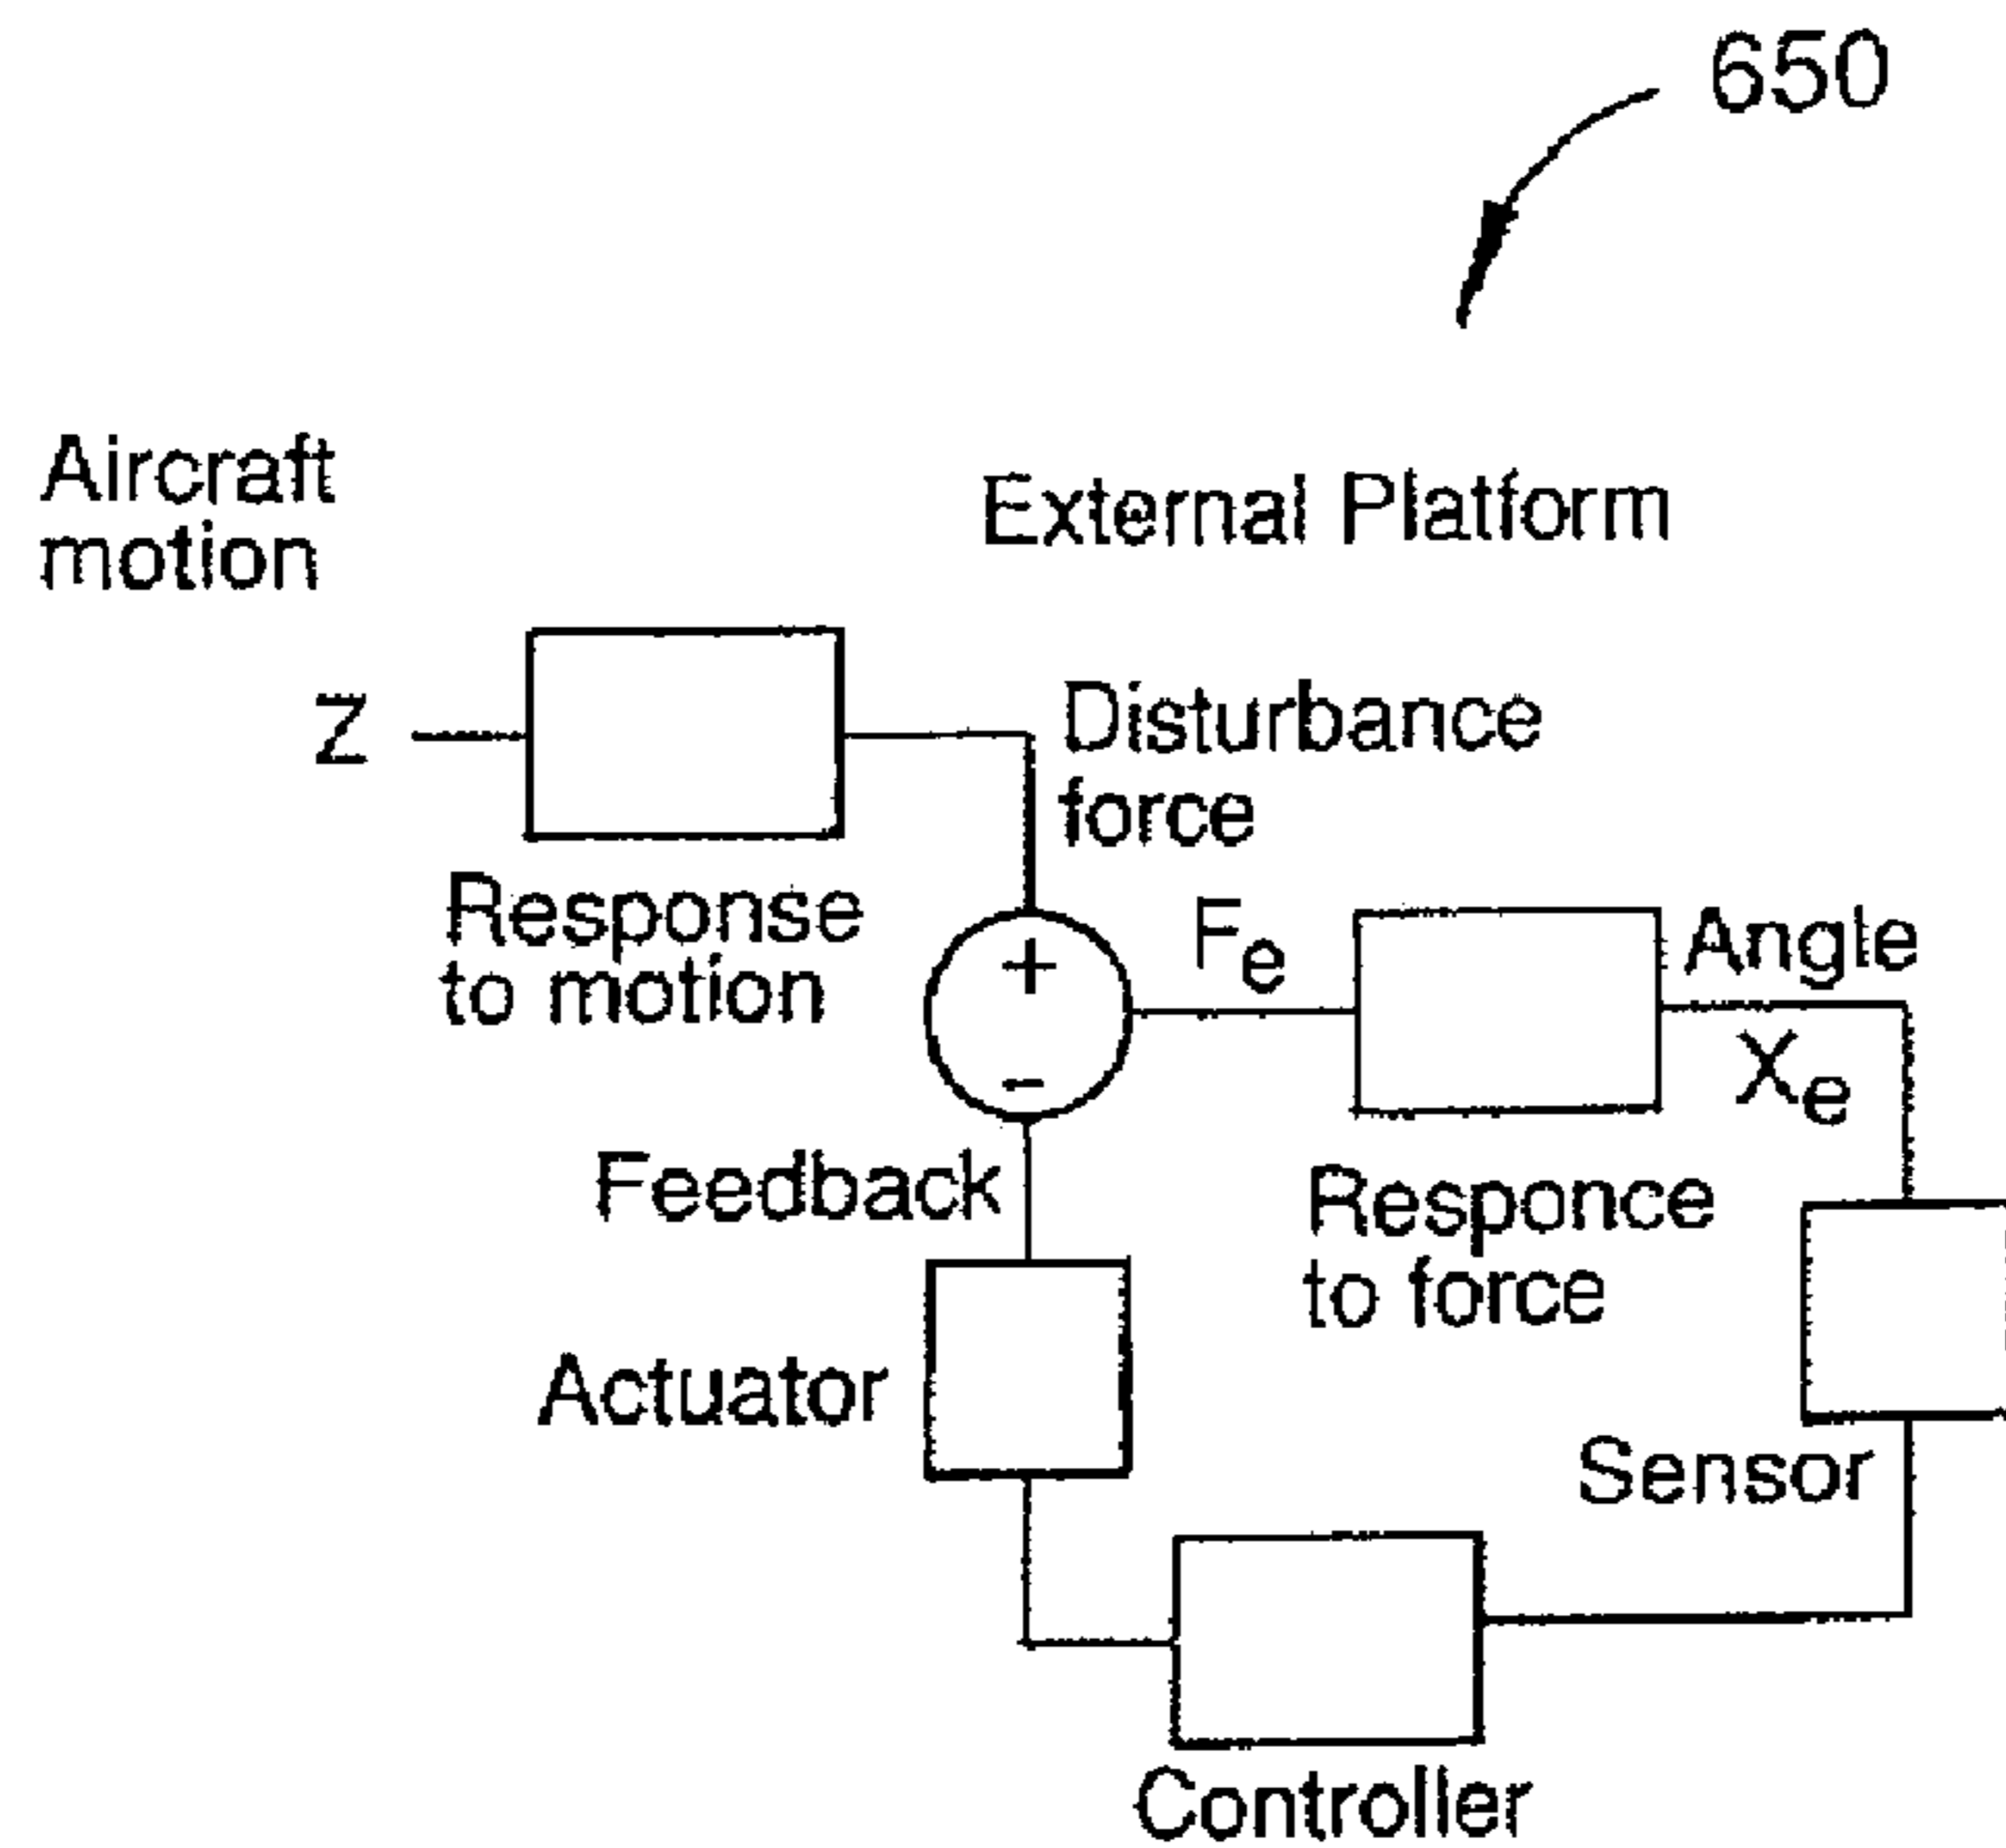 650
Aircraft
motion
External Platform
Z
Disturbance
force
Response
to motion
+
-
Fe
Angle
Xe
Feedback
Responce
to force
Actuator
Sensor
Controller